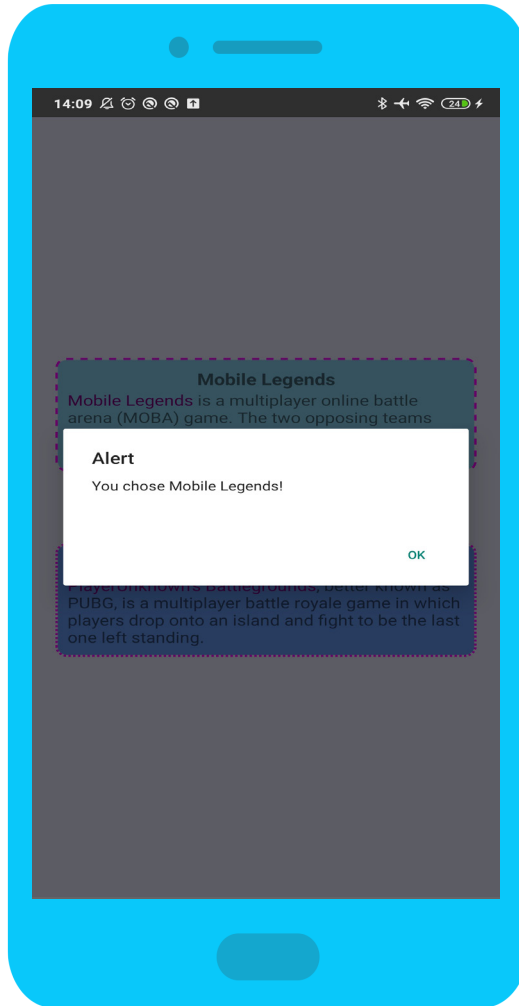 14:09
24
Mobile Legends
Mobile Legends is a multiplayer online battle
arena (MOBA) game. The two opposing teams
Alert
You chose Mobile Legends!
OK
PlayerUnknown's Battlegrounds, better known as
PUBG, is a multiplayer battle royale game in which
players drop onto an island and fight to be the last
one left standing.